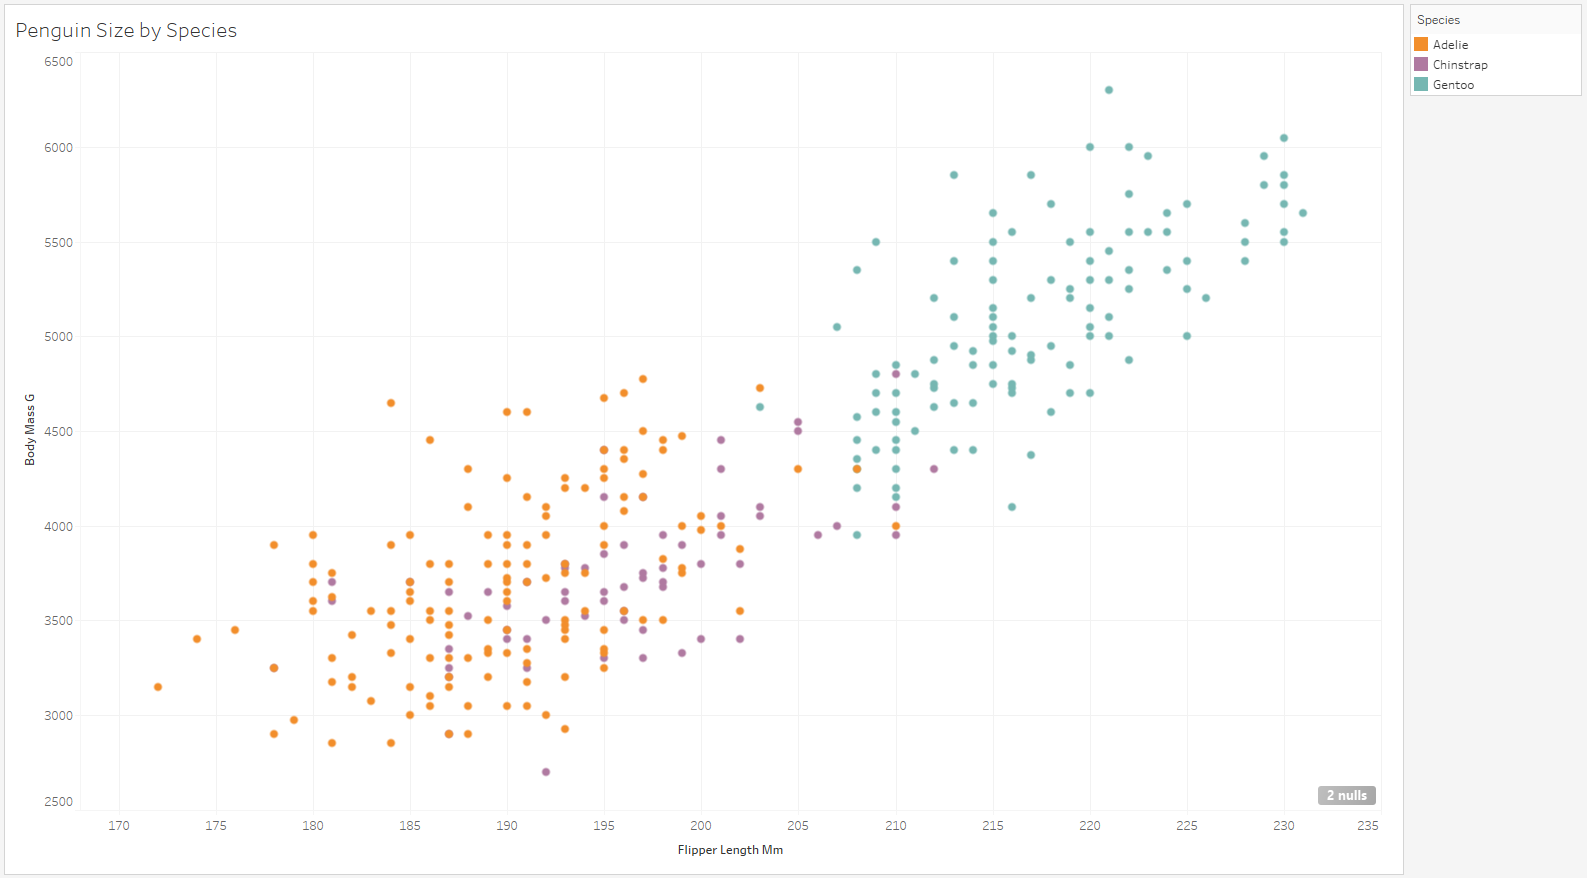 Penguin Size by Species
Species
Adelie
Chinstrap
Gentoo
6500
6000
5500
5000
4500
4000
3500
3000
2500
Body Mass G
2 nulls
170 175 180 185 190 195 200 205 210 215 220 225 230 235
Flipper Length Mm